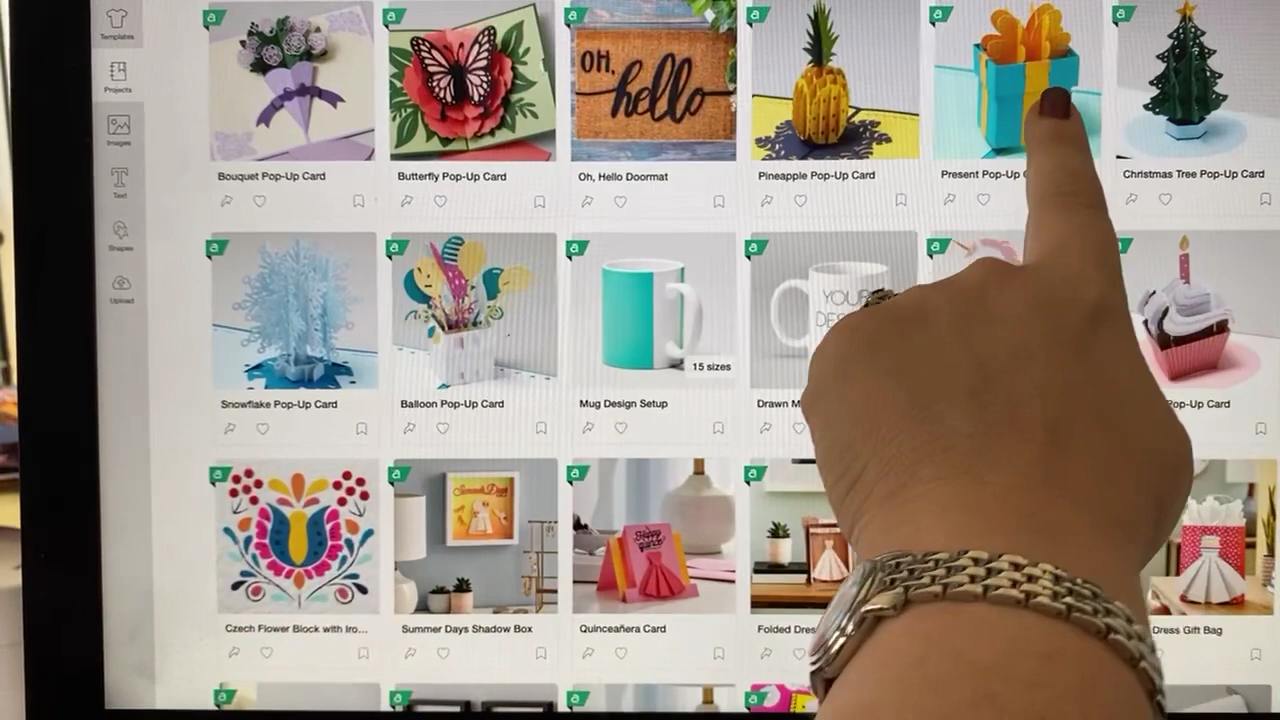 Templates
Projects
Images
Text
Shapes
Upload
a
a
a
a
a
a
OH,
hello
Bouquet Pop-Up Card
Butterfly Pop-Up Card
Oh, Hello Doormat
Pineapple Pop-Up Card
Present Pop-Up
Christmas Tree Pop-Up Card
a
a
a
a
a
YOUR
15 sizes
Snowflake Pop-Up Card
Balloon Pop-Up Card
Mug Design Setup
Drawn M
Pop-Up Card
a
a
a
a
Summer Days
Happy
Czech Flower Block with Iro...
Summer Days Shadow Box
Quinceañera Card
Folded Dres
Dress Gift Bag
a
a
a
a